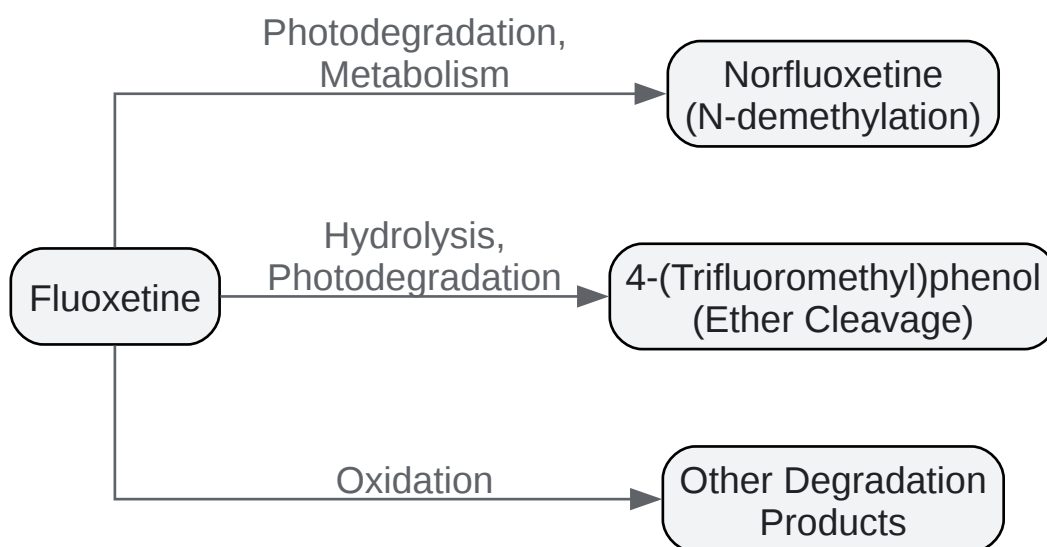 Photodegradation,
Metabolism
Norfluoxetine
(N-demethylation)
Hydrolysis,
Photodegradation
Fluoxetine
4-(Trifluoromethyl)phenol
(Ether Cleavage)
Oxidation
Other Degradation
Products